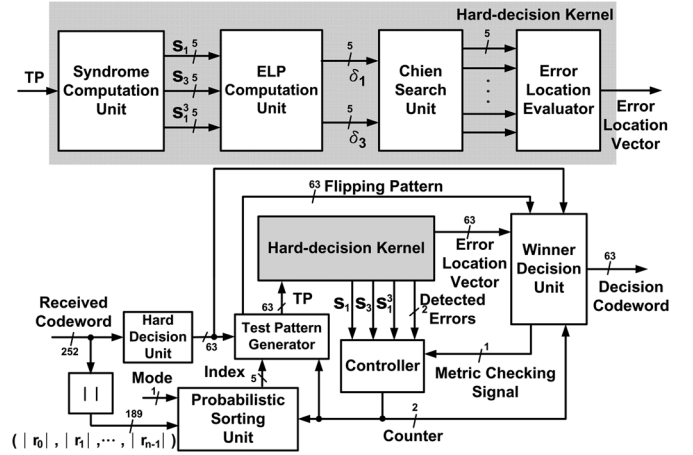 Hard-decision Kernel
TP
Syndrome
Computation
Unit
S₁ 5
S₃ 5
S₁³ 5
ELP
Computation
Unit
5
δ₁
5
δ₃
Chien
Search
Unit
5
Error
Location
Evaluator
Error
Location
Vector
63 Flipping Pattern
Hard-decision Kernel
63
Error
Location
Vector
Winner
Decision
Unit
63
Decision
Codeword
63 TP
S₁ S₃ S₁³
2
Detected
Errors
Received
Codeword
252
Hard
Decision
Unit
63
Test Pattern
Generator
Controller
1
Metric Checking
Signal
| |
Mode
1
Index
5
189
Probabilistic
Sorting
Unit
2
Counter
( | r₀| , | r₁| ,···, | rₙ₋₁| )